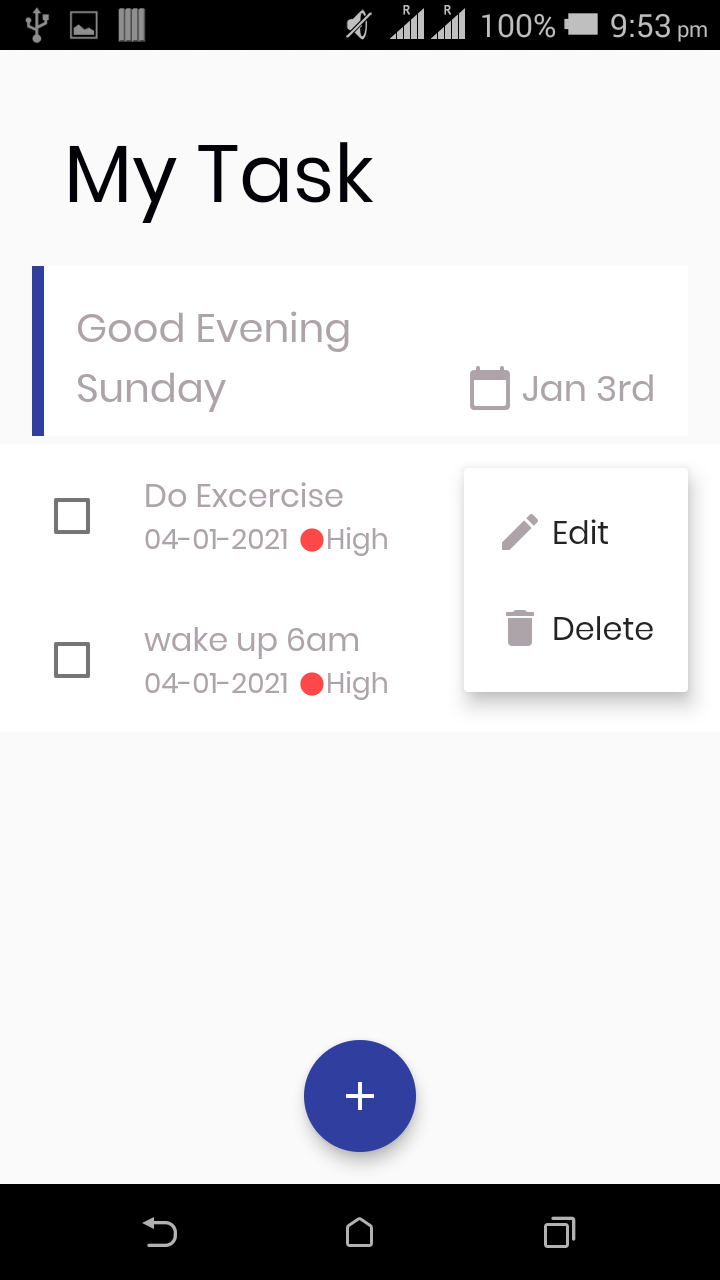 R R 100% 9:53 pm
My Task
Good Evening
Sunday
Jan 3rd
Do Excercise
04-01-2021 High
Edit
wake up 6am
04-01-2021 High
Delete
+